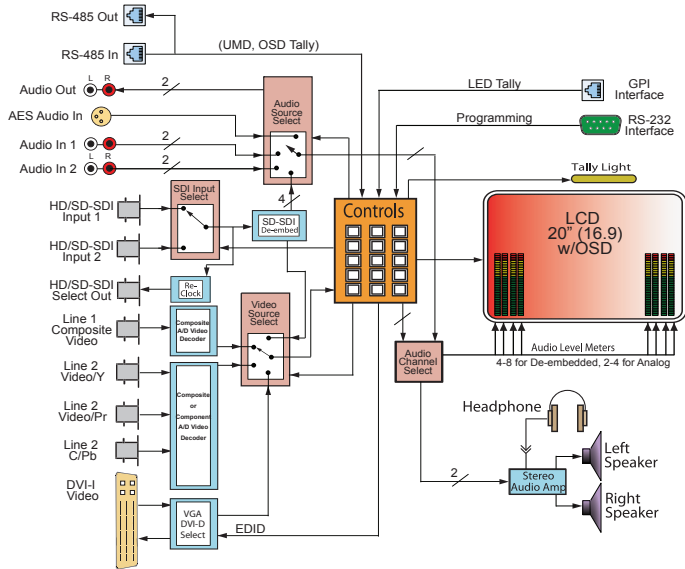 RS-485 Out
RS-485 In
(UMD, OSD Tally)
L R
Audio Out
2
AES Audio In
Audio In 1
2
L R
Audio In 2
2
Audio
Source
Select
4
LED Tally
GPI
Interface
Programming
RS-232
Interface
Tally Light
HD/SD-SDI
Input 1
HD/SD-SDI
Input 2
SDI Input
Select
SD-SDI
De-embed
Controls
LCD
20” (16.9)
w/OSD
HD/SD-SDI
Select Out
Re-
Clock
Video
Source
Select
Line 1
Composite
Video
Composite
A/D Video
Decoder
Line 2
Video/Y
Line 2
Video/Pr
Line 2
C/Pb
Composite
or
Component
A/D Video
Decoder
Audio
Channel
Select
Audio Level Meters
4-8 for De-embedded, 2-4 for Analog
Headphone
2
Stereo
Audio Amp
Left
Speaker
Right
Speaker
DVI-I
Video
VGA
DVI-D
Select
EDID